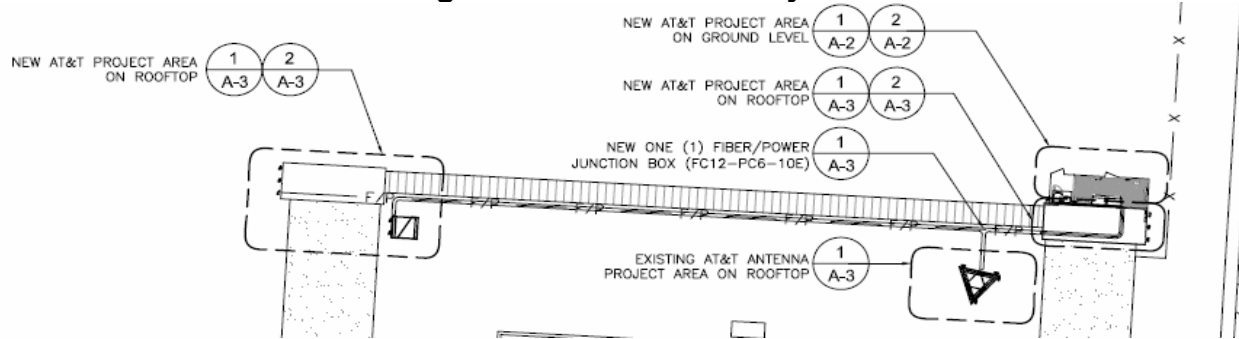 NEW AT&T PROJECT AREA
ON GROUND LEVEL
1
A-2
2
A-2
NEW AT&T PROJECT AREA
ON ROOFTOP
1
A-3
2
A-3
NEW AT&T PROJECT AREA
ON ROOFTOP
1
A-3
2
A-3
NEW ONE (1) FIBER/POWER
JUNCTION BOX (FC12-PC6-10E)
1
A-3
F/P
F/P
F/P
F/P
F/P
EXISTING AT&T ANTENNA
PROJECT AREA ON ROOFTOP
1
A-3
X
X
X